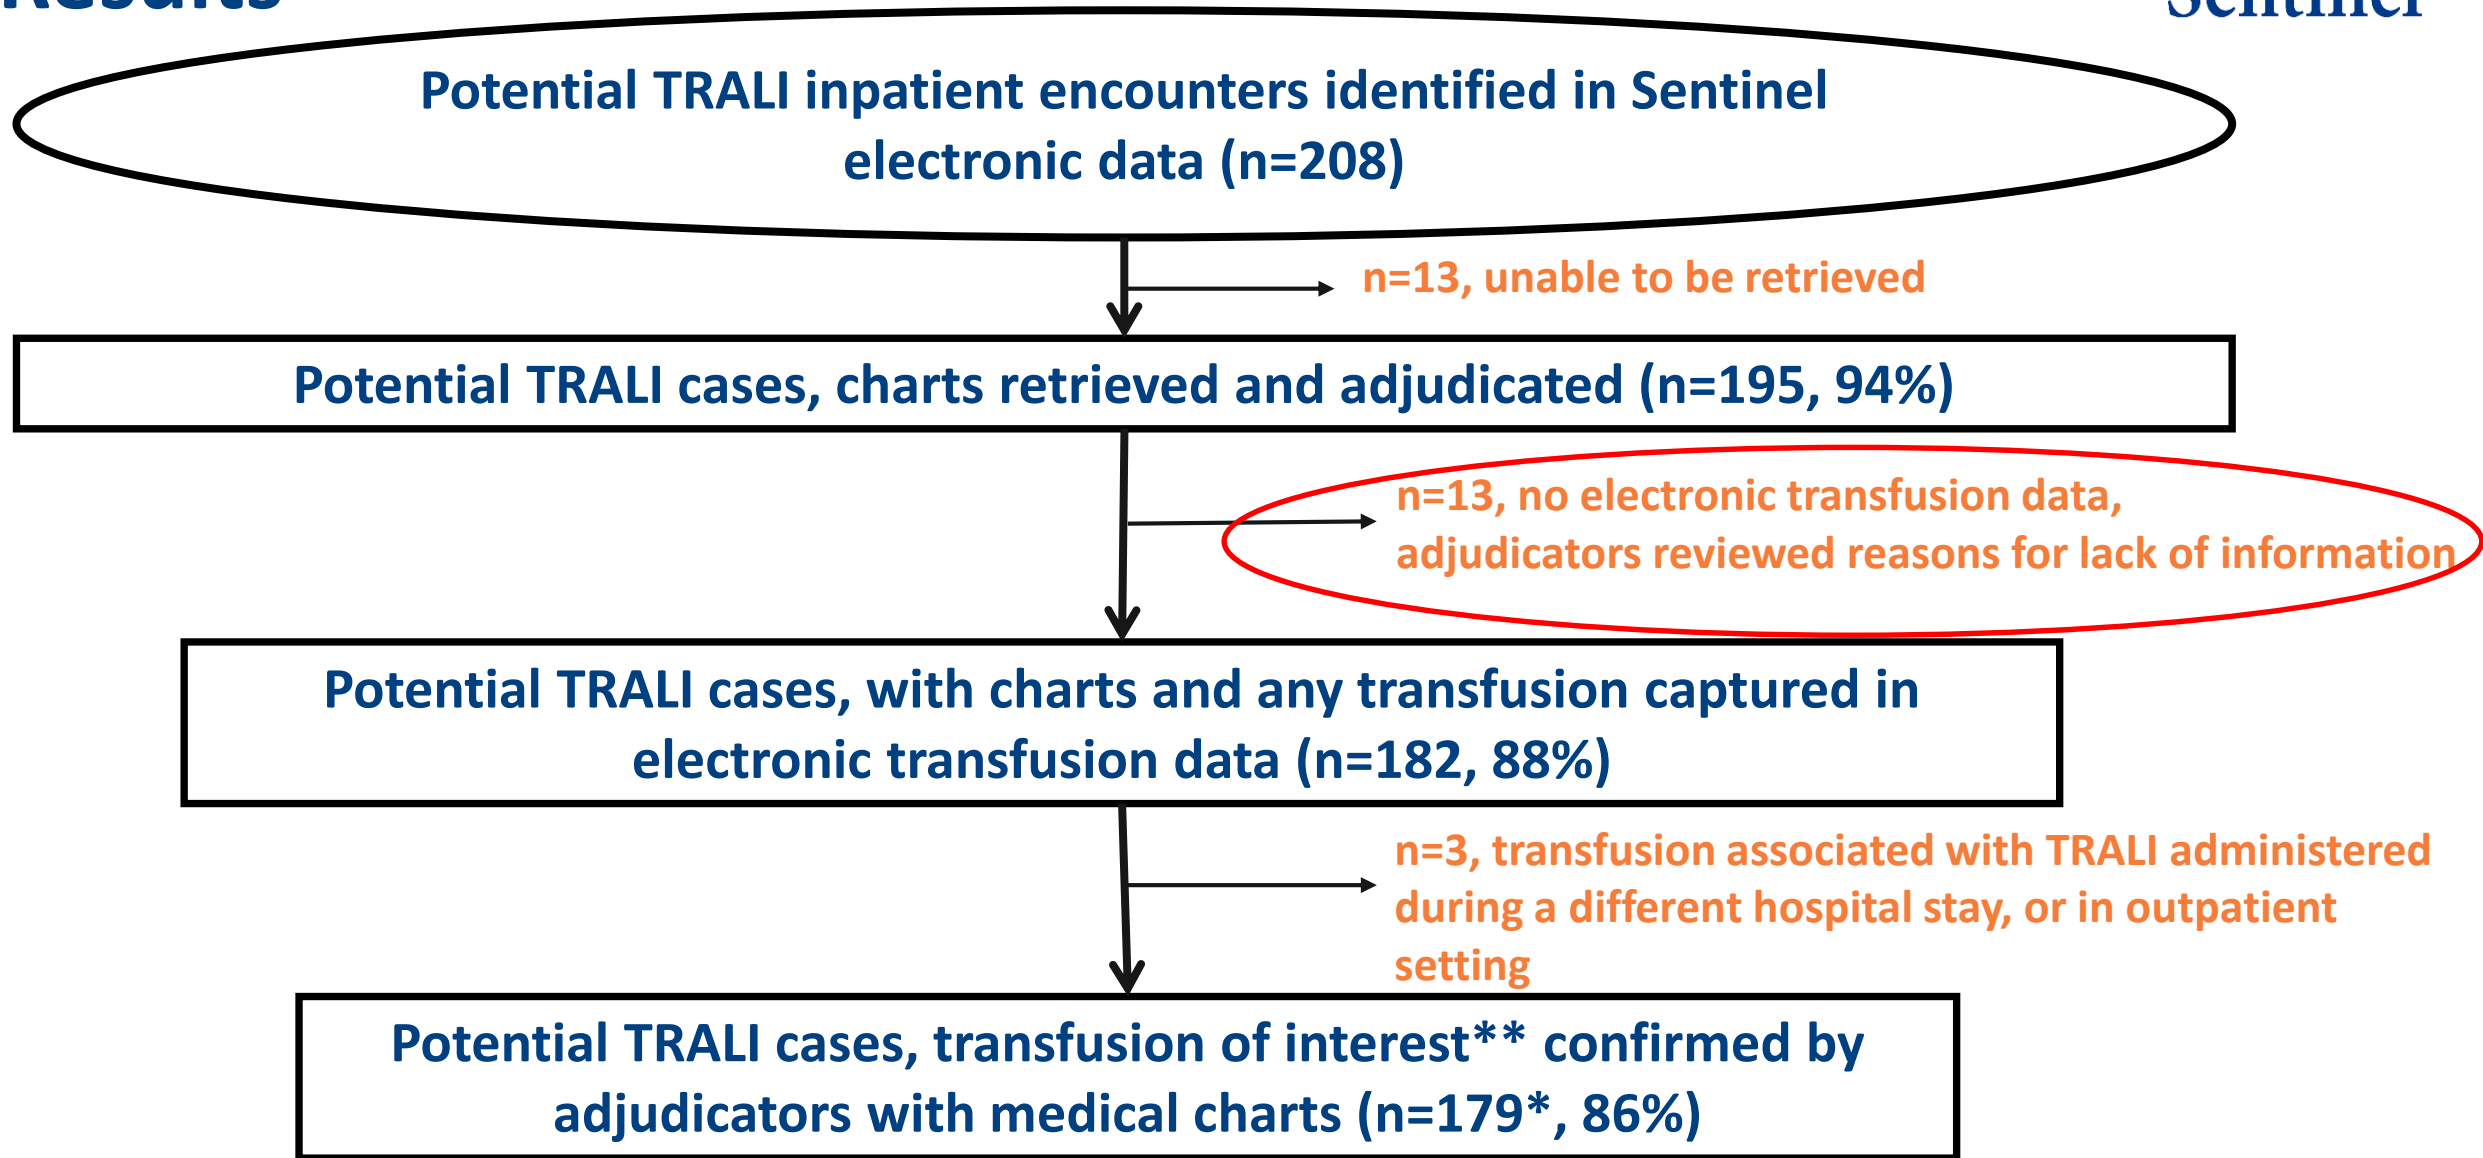 Results
Sentinel
Potential TRALI inpatient encounters identified in Sentinel
electronic data (n=208)
n=13, unable to be retrieved
Potential TRALI cases, charts retrieved and adjudicated (n=195, 94%)
n=13, no electronic transfusion data,
adjudicators reviewed reasons for lack of information
Potential TRALI cases, with charts and any transfusion captured in
electronic transfusion data (n=182, 88%)
n=3, transfusion associated with TRALI administered
during a different hospital stay, or in outpatient
setting
Potential TRALI cases, transfusion of interest** confirmed by
adjudicators with medical charts (n=179*, 86%)